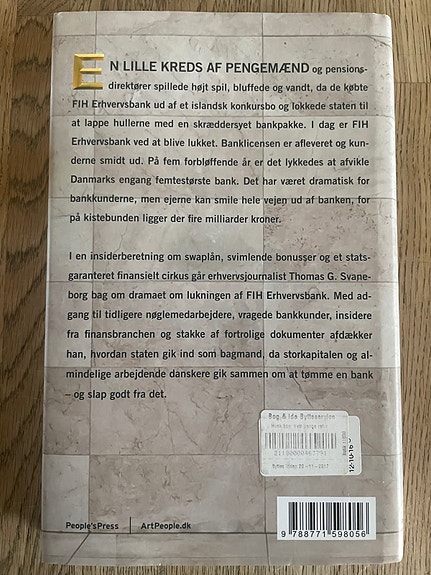 EN LILLE KREDS AF PENGEMÆND og pensions-
direktører spillede højt spil, bluffede og vandt, da de købte
FIH Erhvervsbank ud af et islandsk konkursbo og lokkede staten til
at lappe hullerne med en skræddersyet bankpakke. I dag er FIH
Erhvervsbank ved at blive lukket. Banklicensen er afleveret og kun-
derne smidt ud. På fem forbløffende år er det lykkedes at afvikle
Danmarks engang femtestørste bank. Det har været dramatisk for
bankkunderne, men ejerne kan smile hele vejen ud af banken, for
på kistebunden ligger der fire milliarder kroner.
I en insiderberetning om swaplån, svimlende bonusser og et stats-
garanteret finansielt cirkus går erhvervsjournalist Thomas G. Svane-
borg bag om dramaet om lukningen af FIH Erhvervsbank. Med ad-
gang til tidligere nøglemedarbejdere, vragede bankkunder, insidere
fra finansbranchen og stakke af fortrolige dokumenter afdækker
han, hvordan staten gik ind som bagmand, da storkapitalen og al-
mindelige arbejdende danskere gik sammen om at tømme en bank
– og slap godt fra det.
Bog & Ide Bytteservice
12-10-16
People'sPress | ArtPeople.dk
9 788771 598056